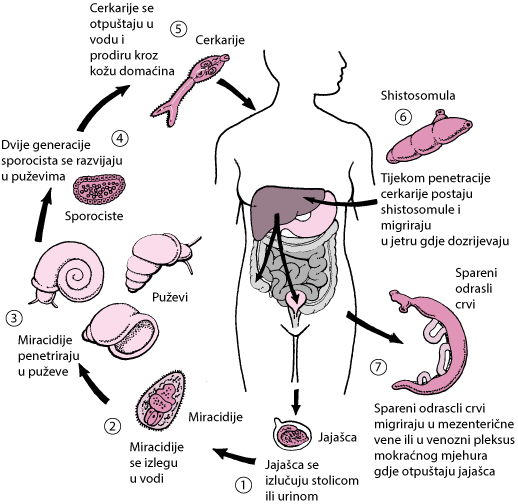 Cerkarije se
otpuštaju u
vodu i
prodiru kroz
kožu domaćina
5
Cerkarije
Shistosomula
6
Tijekom penetracije
cerkarije postaju
shistosomule i
migriraju
u jetru gdje dozrijevaju
4
Dvije generacije
sporocista se razvijaju
u puževima
Sporociste
Puževi
3
Miracidije
penetriraju
u puževe
Spareni
odrasli
crvi
7
Spareni odrascli crvi
migriraju u mezenterične
vene ili u venozni pleksus
mokraćnog mjehura
gdje otpuštaju jajašca
2
Miracidije
Miracidije
se izlegu
u vodi
Jajašca
1
Jajašca se
izlučuju stolicom
ili urinom